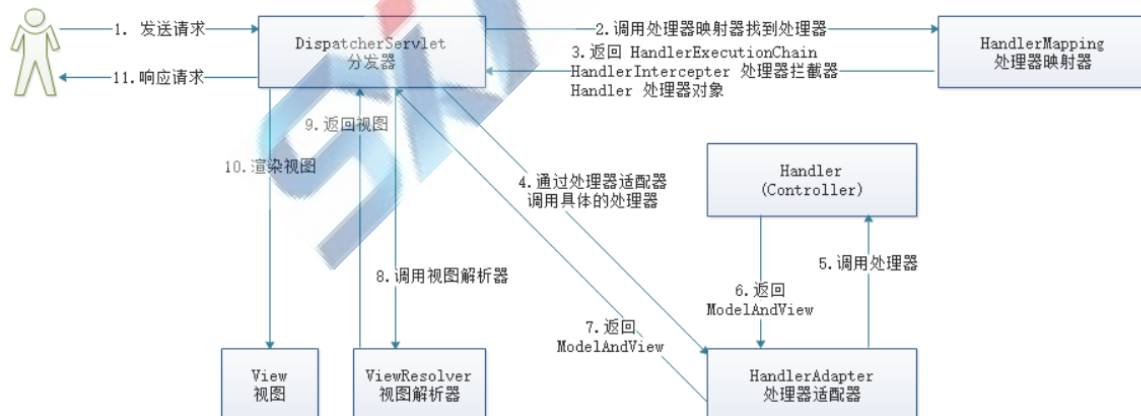 1. 发送请求
11.响应请求
DispatcherServlet
分发器
2.调用处理器映射器找到处理器
3.返回 HandlerExecutionChain
HandlerIntercepter 处理器拦截器
Handler 处理器对象
HandlerMapping
处理器映射器
9.返回视图
10.渲染视图
4.通过处理器适配器
调用具体的处理器
Handler
(Controller)
8.调用视图解析器
5.调用处理器
6.返回
ModelAndView
7.返回
ModelAndView
View
视图
ViewResolver
视图解析器
HandlerAdapter
处理器适配器